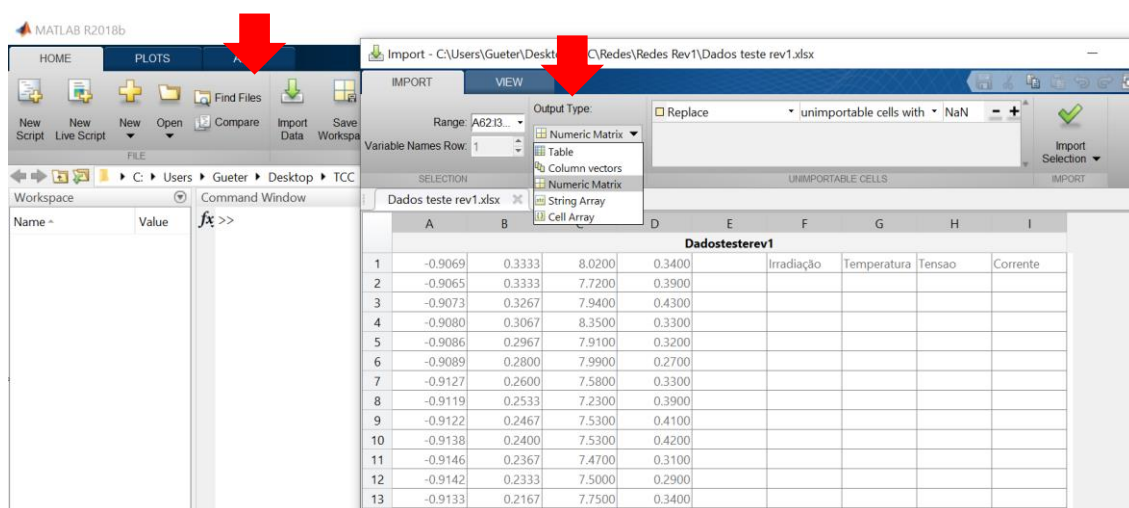 MATLAB R2018b
HOME PLOTS
Find Files
Compare
New Script
New Live Script
New
Open
Import Data
Save
FILE
C: Users Gueter Desktop TCC
Workspace
Name Value
Command Window
fx >>
Import - C:\Users\Gueter\Deskt C\Redes\Redes Rev1\Dados teste rev1.xlsx
IMPORT VIEW
Range: A62:I3...
Variable Names Row: 1
SELECTION
Output Type:
Numeric Matrix
Table
Column vectors
Numeric Matrix
String Array
Cell Array
Replace unimportable cells with NaN - +
UNIMPORTABLE CELLS
Import Selection
IMPORT
Dados teste rev1.xlsx
A B C D E F G H I
Dadostesterev1
1 -0.9069 0.3333 8.0200 0.3400 Irradiação Temperatura Tensao Corrente
2 -0.9065 0.3333 7.7200 0.3900
3 -0.9073 0.3267 7.9400 0.4300
4 -0.9080 0.3067 8.3500 0.3300
5 -0.9086 0.2967 7.9100 0.3200
6 -0.9089 0.2800 7.9900 0.2700
7 -0.9127 0.2600 7.5800 0.3300
8 -0.9119 0.2533 7.2300 0.3900
9 -0.9122 0.2467 7.5300 0.4100
10 -0.9138 0.2400 7.5300 0.4200
11 -0.9146 0.2367 7.4700 0.3100
12 -0.9142 0.2333 7.5000 0.2900
13 -0.9133 0.2167 7.7500 0.3400